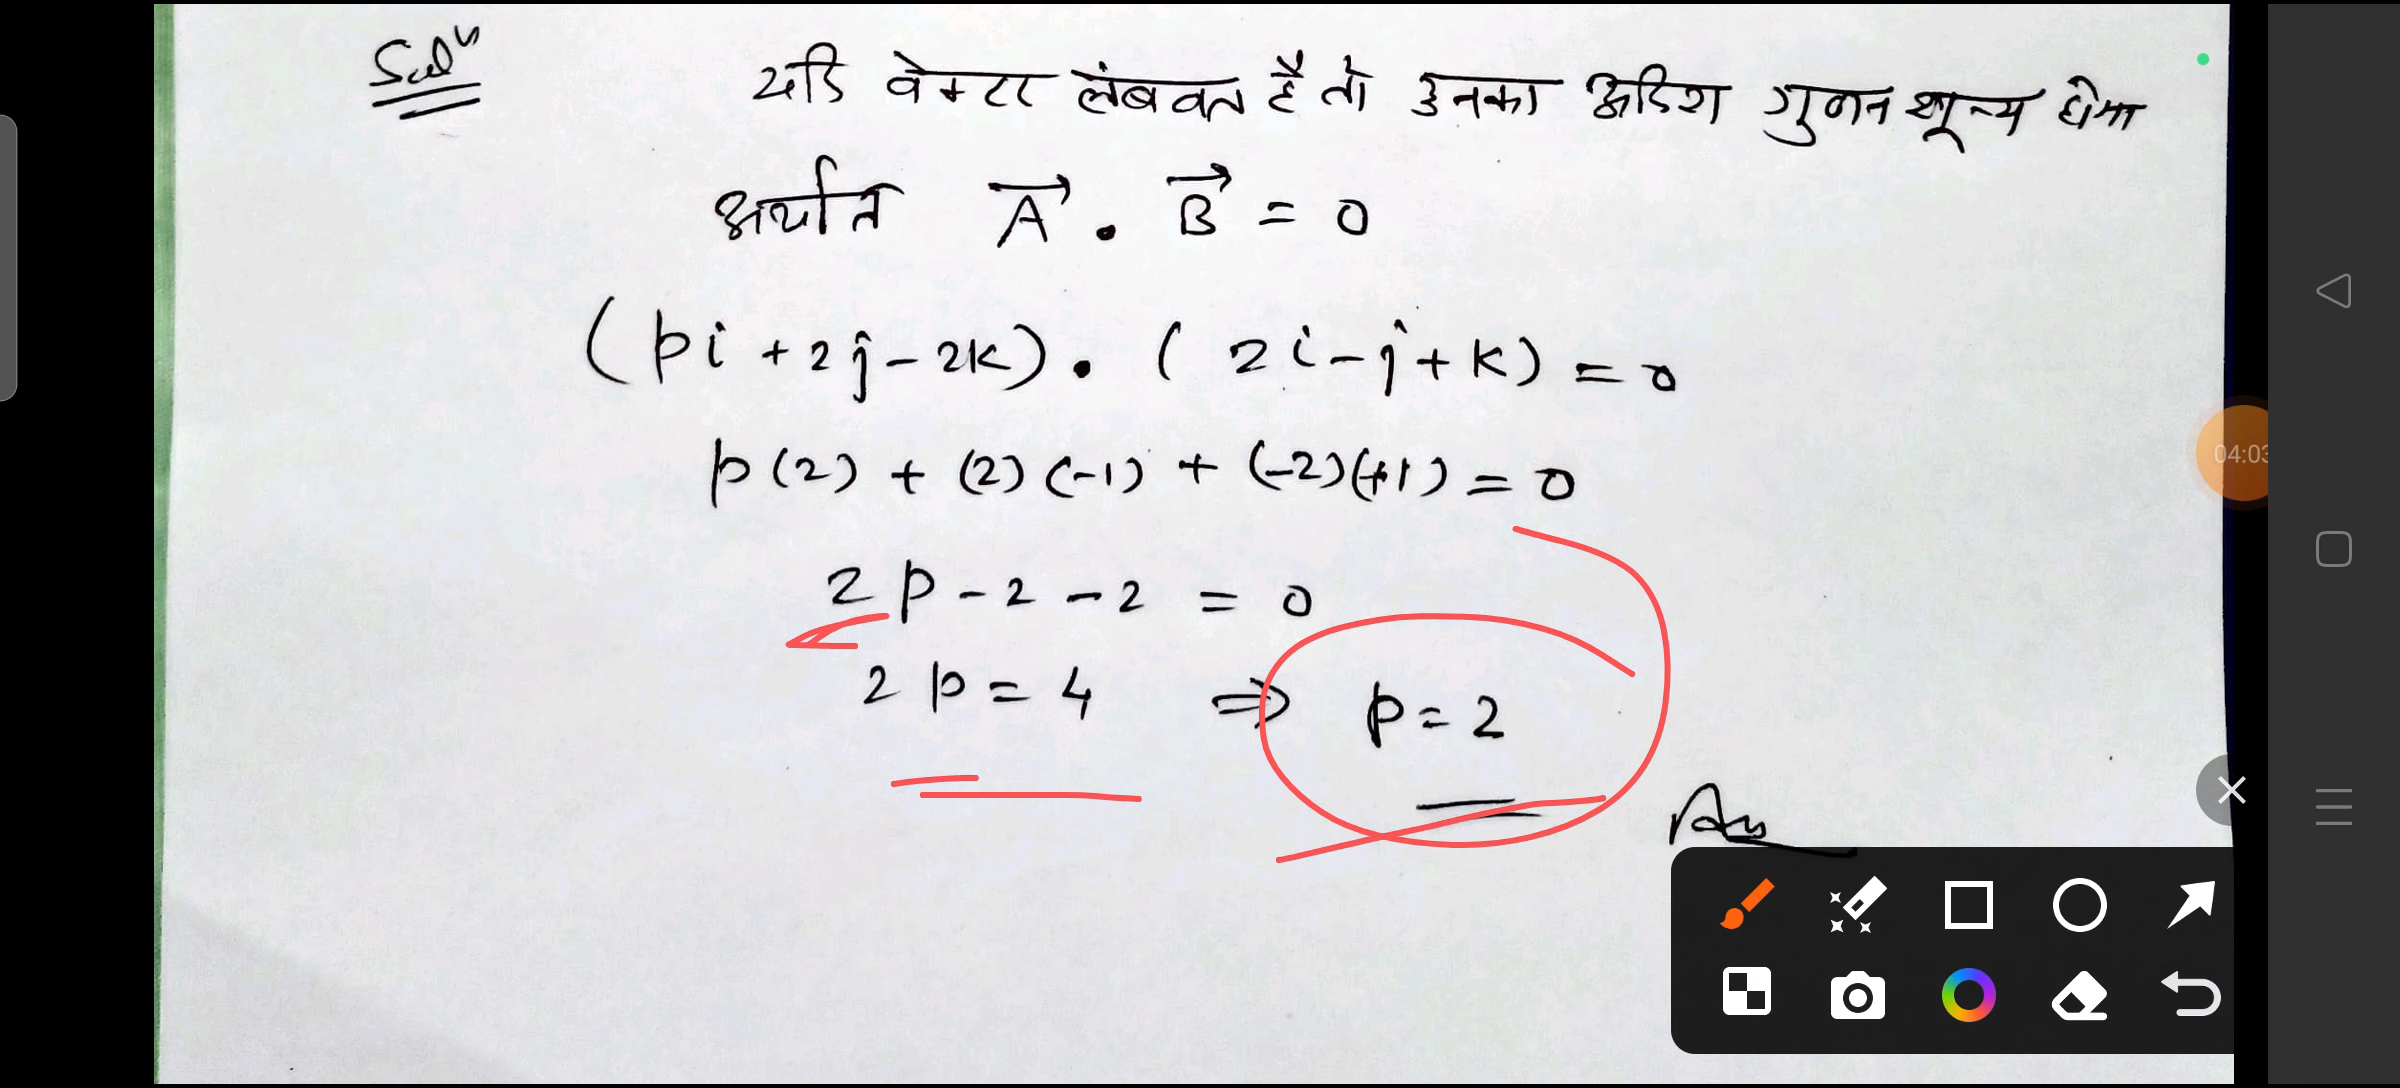 Solⁿ यदि वेक्टर लंबवत है तो उनका अदिश गुणन शून्य होगा
अर्थात A⃗ . B⃗ = 0
(pi + 2j - 2k) . (2i - j + k) = 0
p(2) + (2)(-1) + (-2)(+1) = 0
2p - 2 - 2 = 0
2p = 4 ⇒ p = 2
Ans
04:03